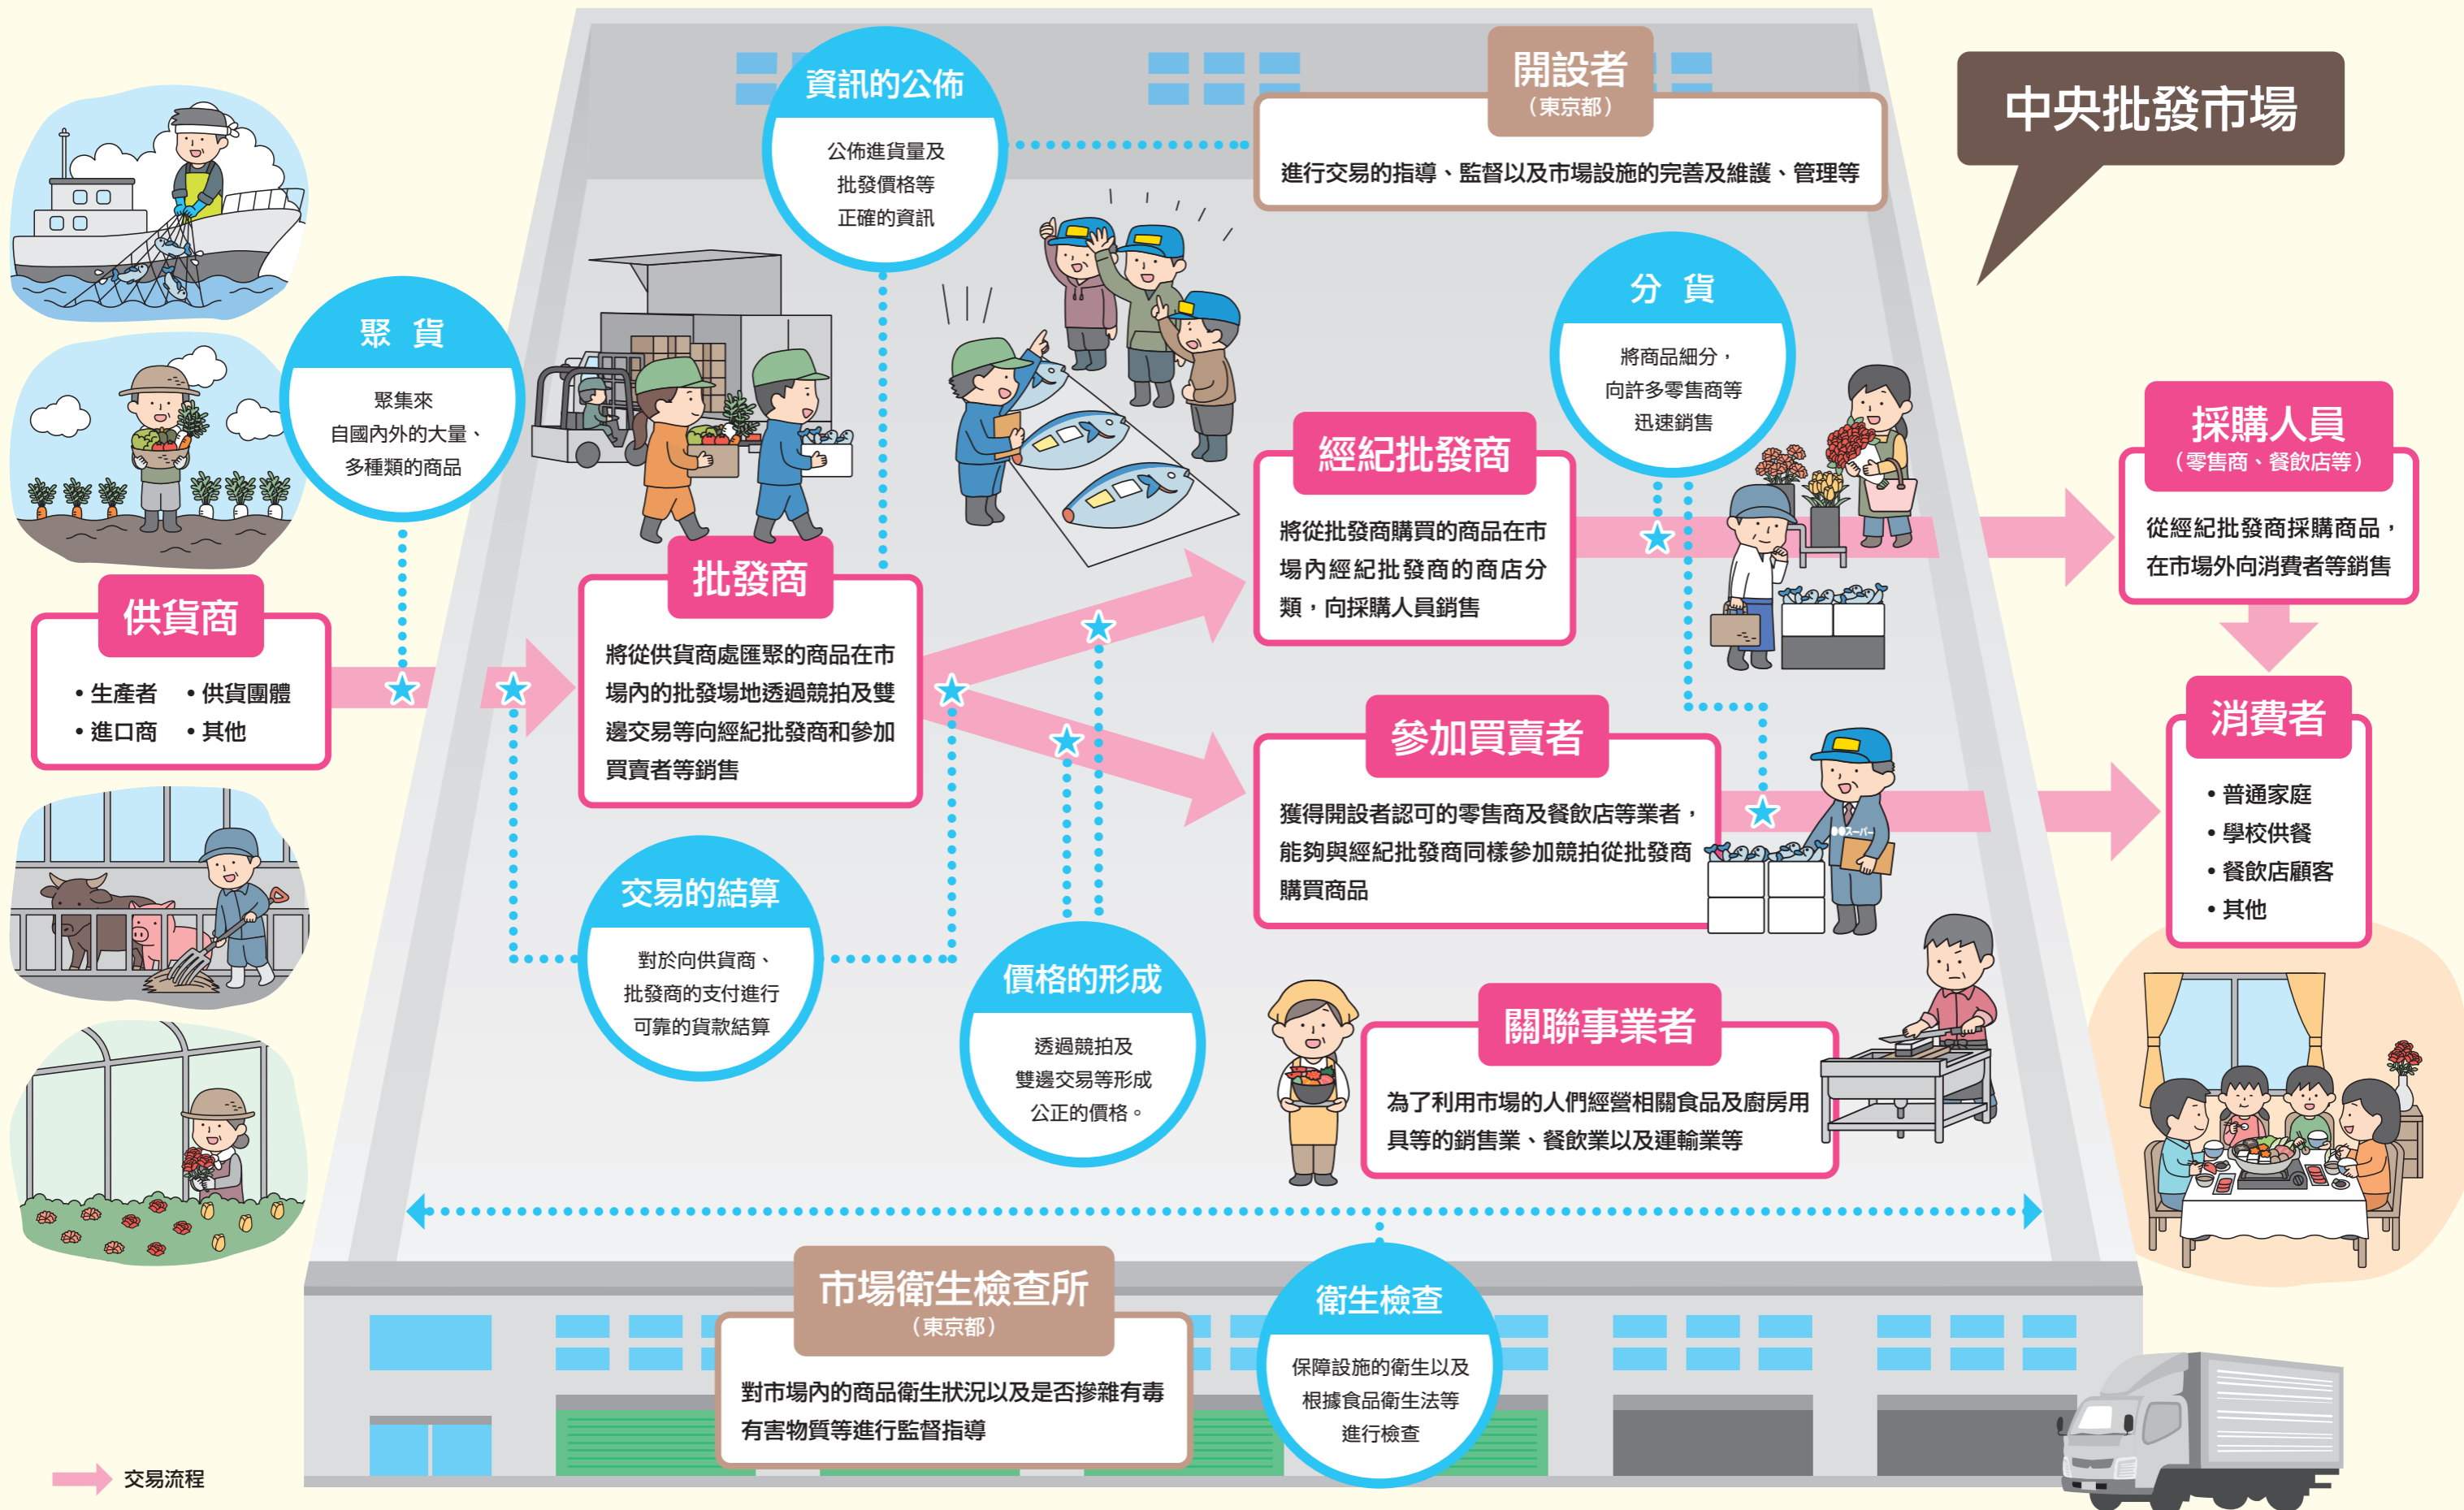 中央批發市場
開設者
（東京都）
進行交易的指導、監督以及市場設施的完善及維護、管理等
資訊的公佈
公佈進貨量及
批發價格等
正確的資訊
聚 貨
聚集來
自國內外的大量、
多種類的商品
分 貨
將商品細分，
向許多零售商等
迅速銷售
供貨商
・生產者 ・供貨團體
・進口商 ・其他
批發商
將從供貨商處匯聚的商品在市
場內的批發場地透過競拍及雙
邊交易等向經紀批發商和參加
買賣者等銷售
經紀批發商
將從批發商購買的商品在市
場內經紀批發商的商店分
類，向採購人員銷售
採購人員
（零售商、餐飲店等）
從經紀批發商採購商品，
在市場外向消費者等銷售
參加買賣者
獲得開設者認可的零售商及餐飲店等業者，
能夠與經紀批發商同樣參加競拍從批發商
購買商品
●●スーパー
消費者
・普通家庭
・學校供餐
・餐飲店顧客
・其他
交易的結算
對於向供貨商、
批發商的支付進行
可靠的貨款結算
價格的形成
透過競拍及
雙邊交易等形成
公正的價格。
關聯事業者
為了利用市場的人們經營相關食品及廚房用
具等的銷售業、餐飲業以及運輸業等
市場衛生檢查所
（東京都）
對市場內的商品衛生狀況以及是否摻雜有毒
有害物質等進行監督指導
衛生檢查
保障設施的衛生以及
根據食品衛生法等
進行檢查
交易流程